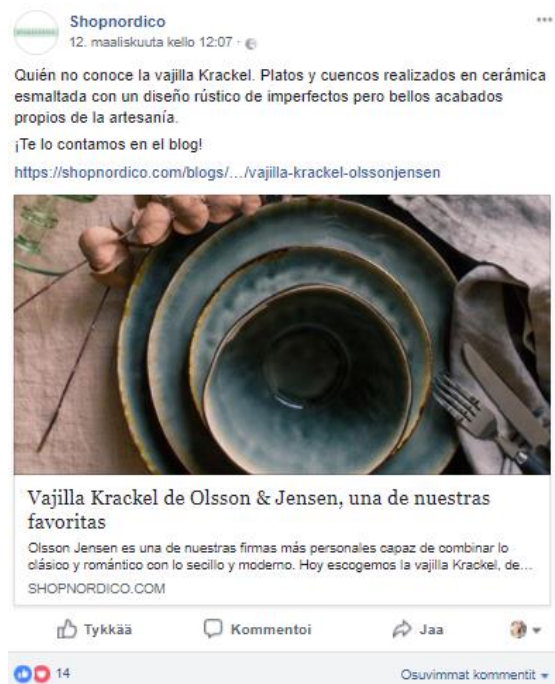 Shopnordico
12. maaliskuuta kello 12:07 ·
Quién no conoce la vajilla Krackel. Platos y cuencos realizados en cerámica
esmaltada con un diseño rústico de imperfectos pero bellos acabados
propios de la artesanía.
¡Te lo contamos en el blog!
https://shopnordico.com/blogs/.../vajilla-krackel-olssonjensen
Vajilla Krackel de Olsson & Jensen, una de nuestras
favoritas
Olsson Jensen es una de nuestras firmas más personales capaz de combinar lo
clásico y romántico con lo secillo y moderno. Hoy escogemos la vajilla Krackel, de...
SHOPNORDICO.COM
Tykkää Kommentoi Jaa
14 Osuvimmat kommentit